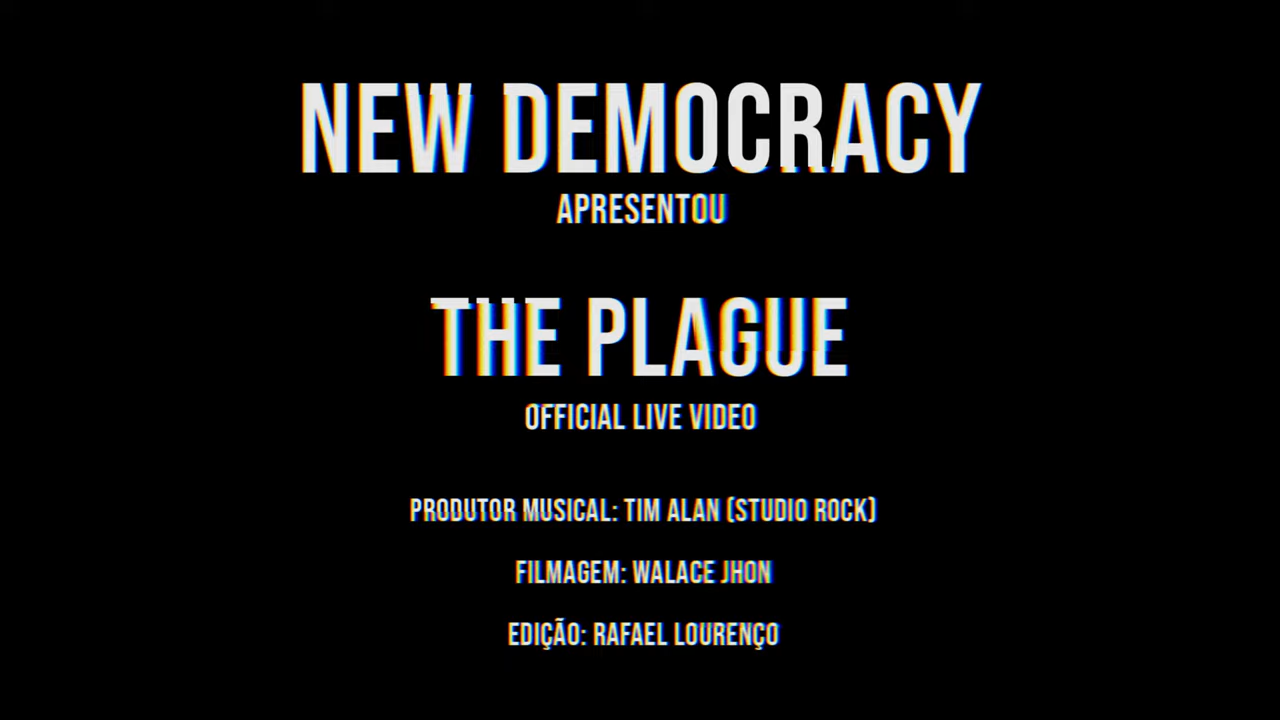 NEW DEMOCRACY
APRESENTOU
THE PLAGUE
OFFICIAL LIVE VIDEO
PRODUTOR MUSICAL: TIM ALAN (STUDIO ROCK)
FILMAGEM: WALACE JHON
EDIÇÃO: RAFAEL LOURENÇO